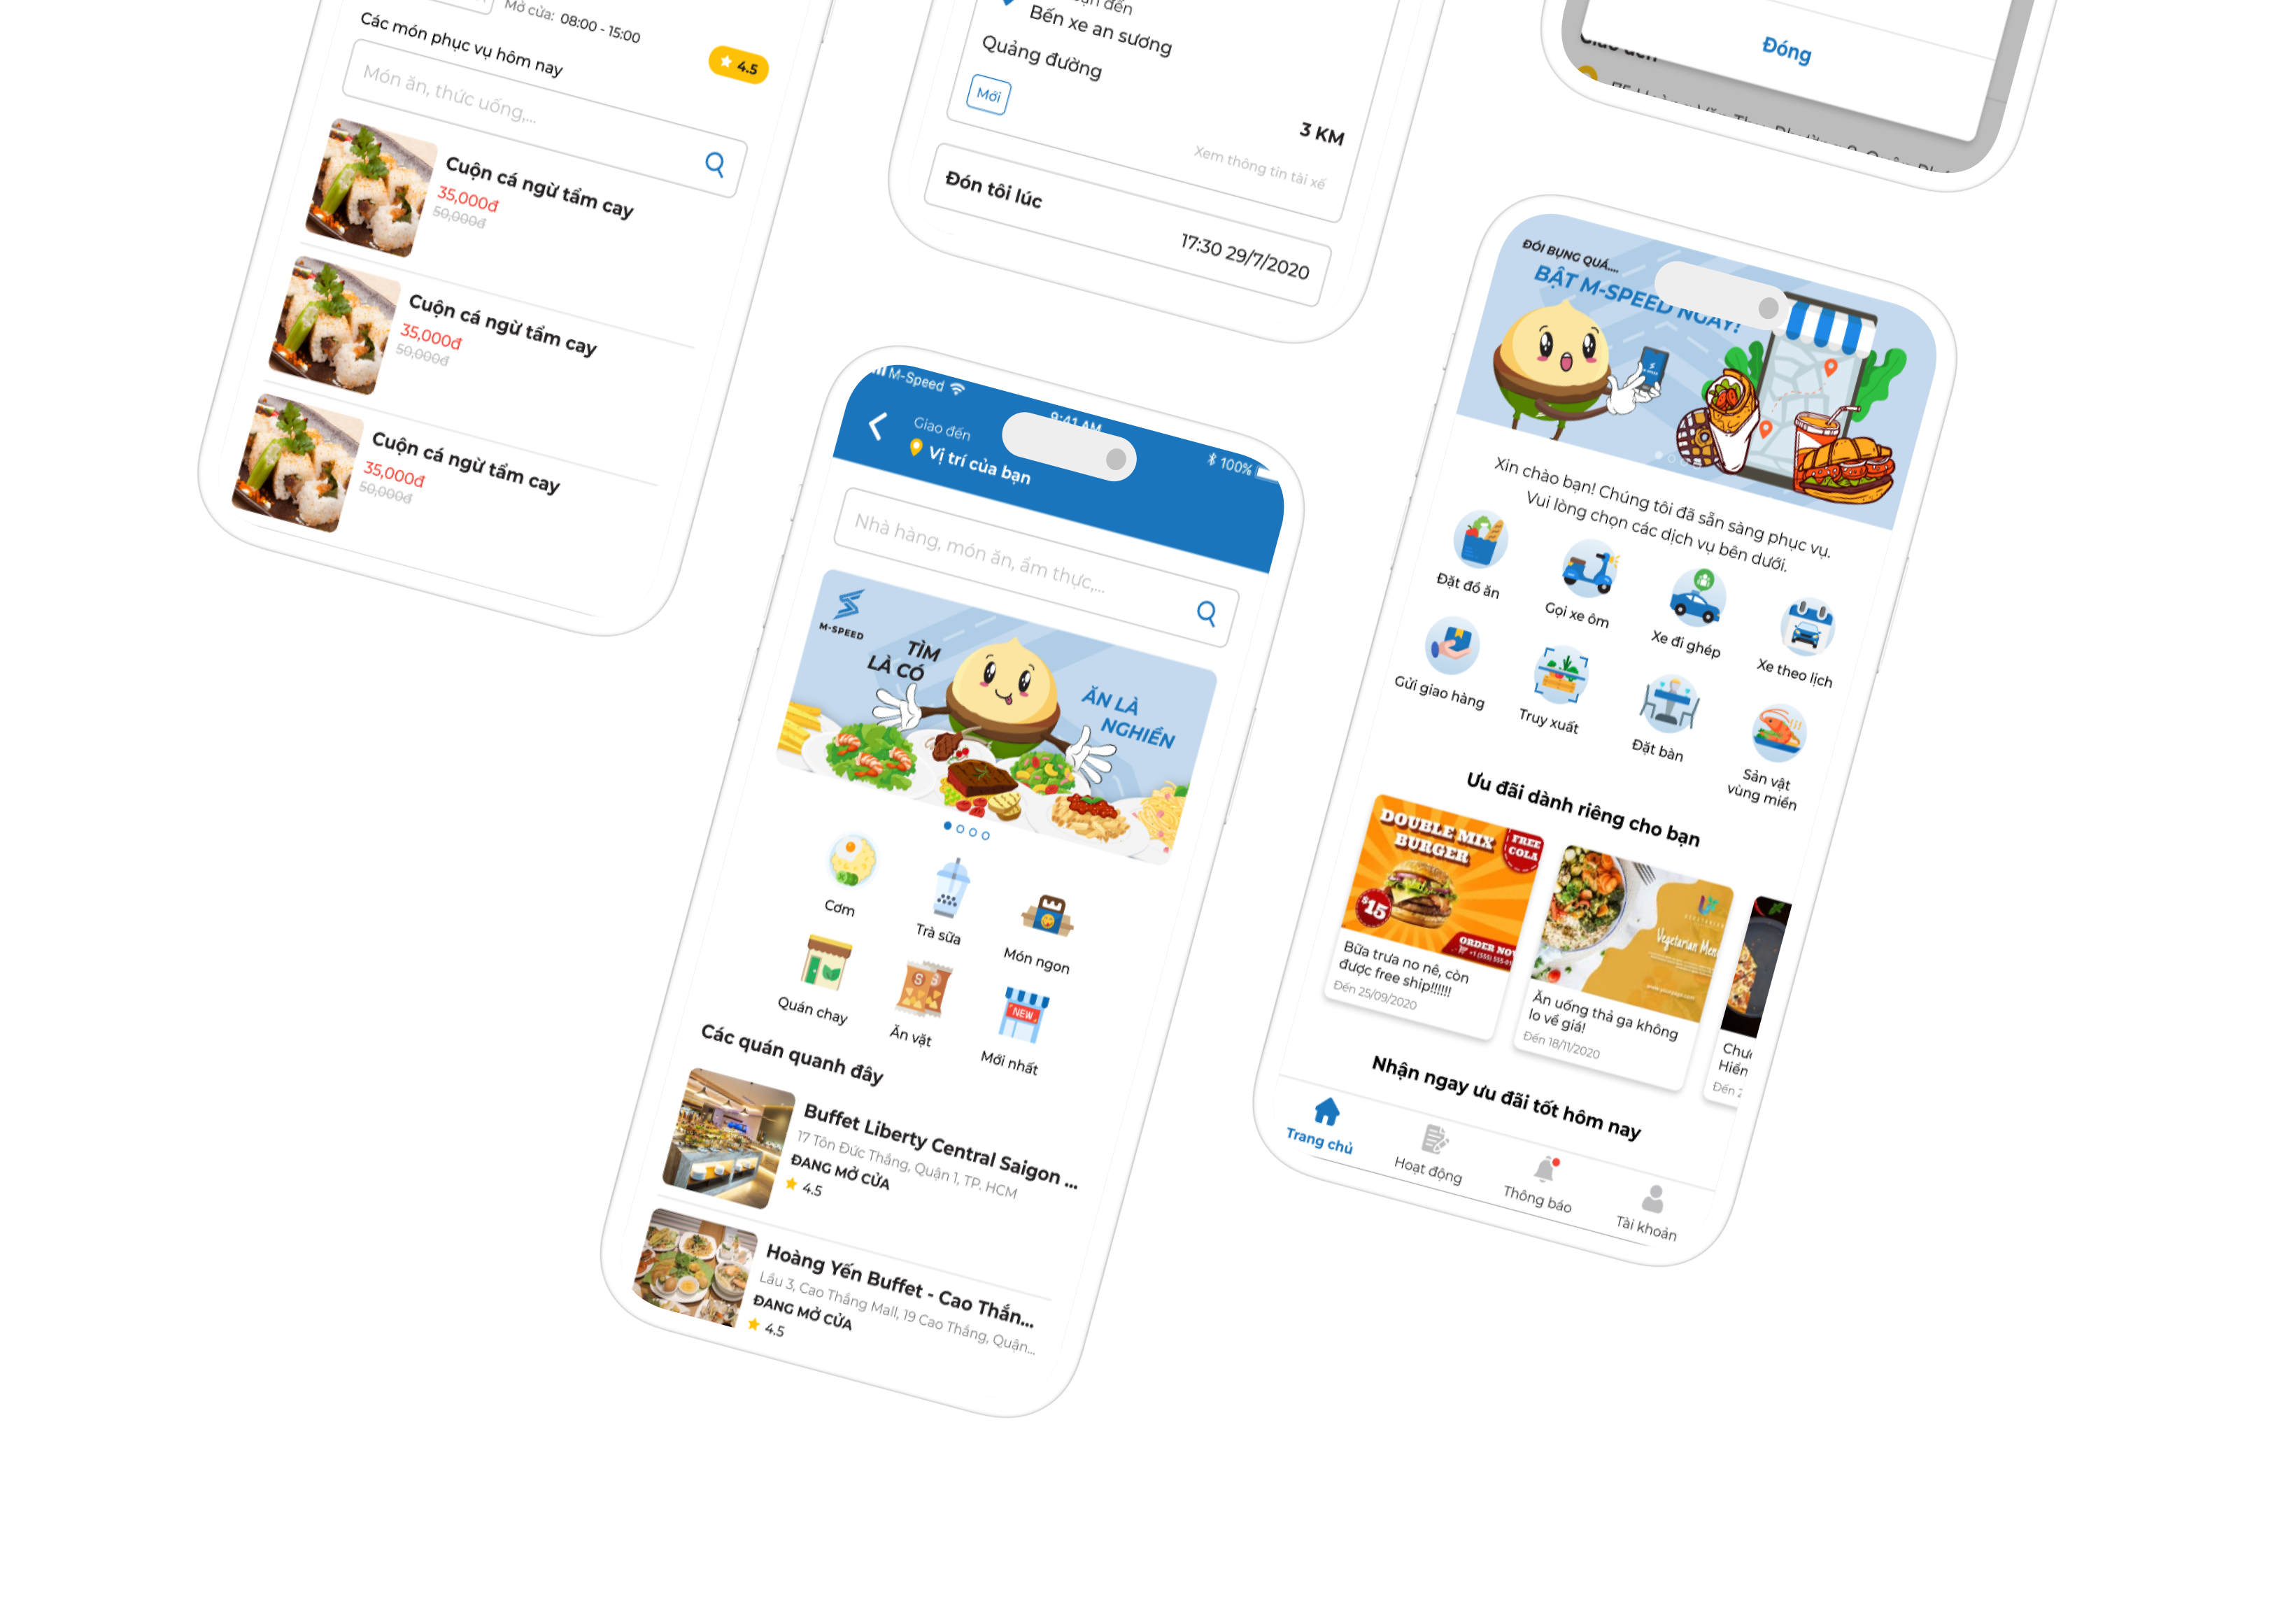 Mở cửa: 08:00 - 15:00
4.5
Các món phục vụ hôm nay
Món ăn, thức uống,...
Cuộn cá ngừ tẩm cay
35,000đ
50,000đ
Cuộn cá ngừ tẩm cay
35,000đ
50,000đ
Cuộn cá ngừ tẩm cay
35,000đ
50,000đ
đến
Bến xe an sương
Quảng đường
Mới
3 KM
Xem thông tin tài xế
Đón tôi lúc
17:30 29/7/2020
Đóng
M-Speed
9:41 AM
100%
Giao đến
Vị trí của bạn
Nhà hàng, món ăn, ẩm thực,...
M-SPEED
TÌM
LÀ CÓ
ĂN LÀ
NGHIỀN
Cơm
Trà sữa
Món ngon
Quán chay
S
Ăn vặt
NEW
Mới nhất
Các quán quanh đây
Buffet Liberty Central Saigon ...
17 Tôn Đức Thắng, Quận 1, TP. HCM
ĐANG MỞ CỬA
4.5
Hoàng Yến Buffet - Cao Thắn...
Lầu 3, Cao Thắng Mall, 19 Cao Thắng, Quận...
ĐANG MỞ CỬA
4.5
ĐÓI BỤNG QUÁ....
BẬT M-SPEED NGAY!
Xin chào bạn! Chúng tôi đã sẵn sàng phục vụ.
Vui lòng chọn các dịch vụ bên dưới.
Đặt đồ ăn
Gọi xe ôm
Xe đi ghép
Xe theo lịch
Gửi giao hàng
Truy xuất
Đặt bàn
Sản vật
vùng miền
Ưu đãi dành riêng cho bạn
DOUBLE MIX
BURGER
FREE
COLA
$15
ORDER NOW
Bữa trưa no nê, còn
được free ship!!!!!!
Đến 25/09/2020
Vegetarian Men
Ăn uống thả ga không
lo về giá!
Đến 18/11/2020
Đến 2
Nhận ngay ưu đãi tốt hôm nay
Trang chủ
Hoạt động
Thông báo
Tài khoản